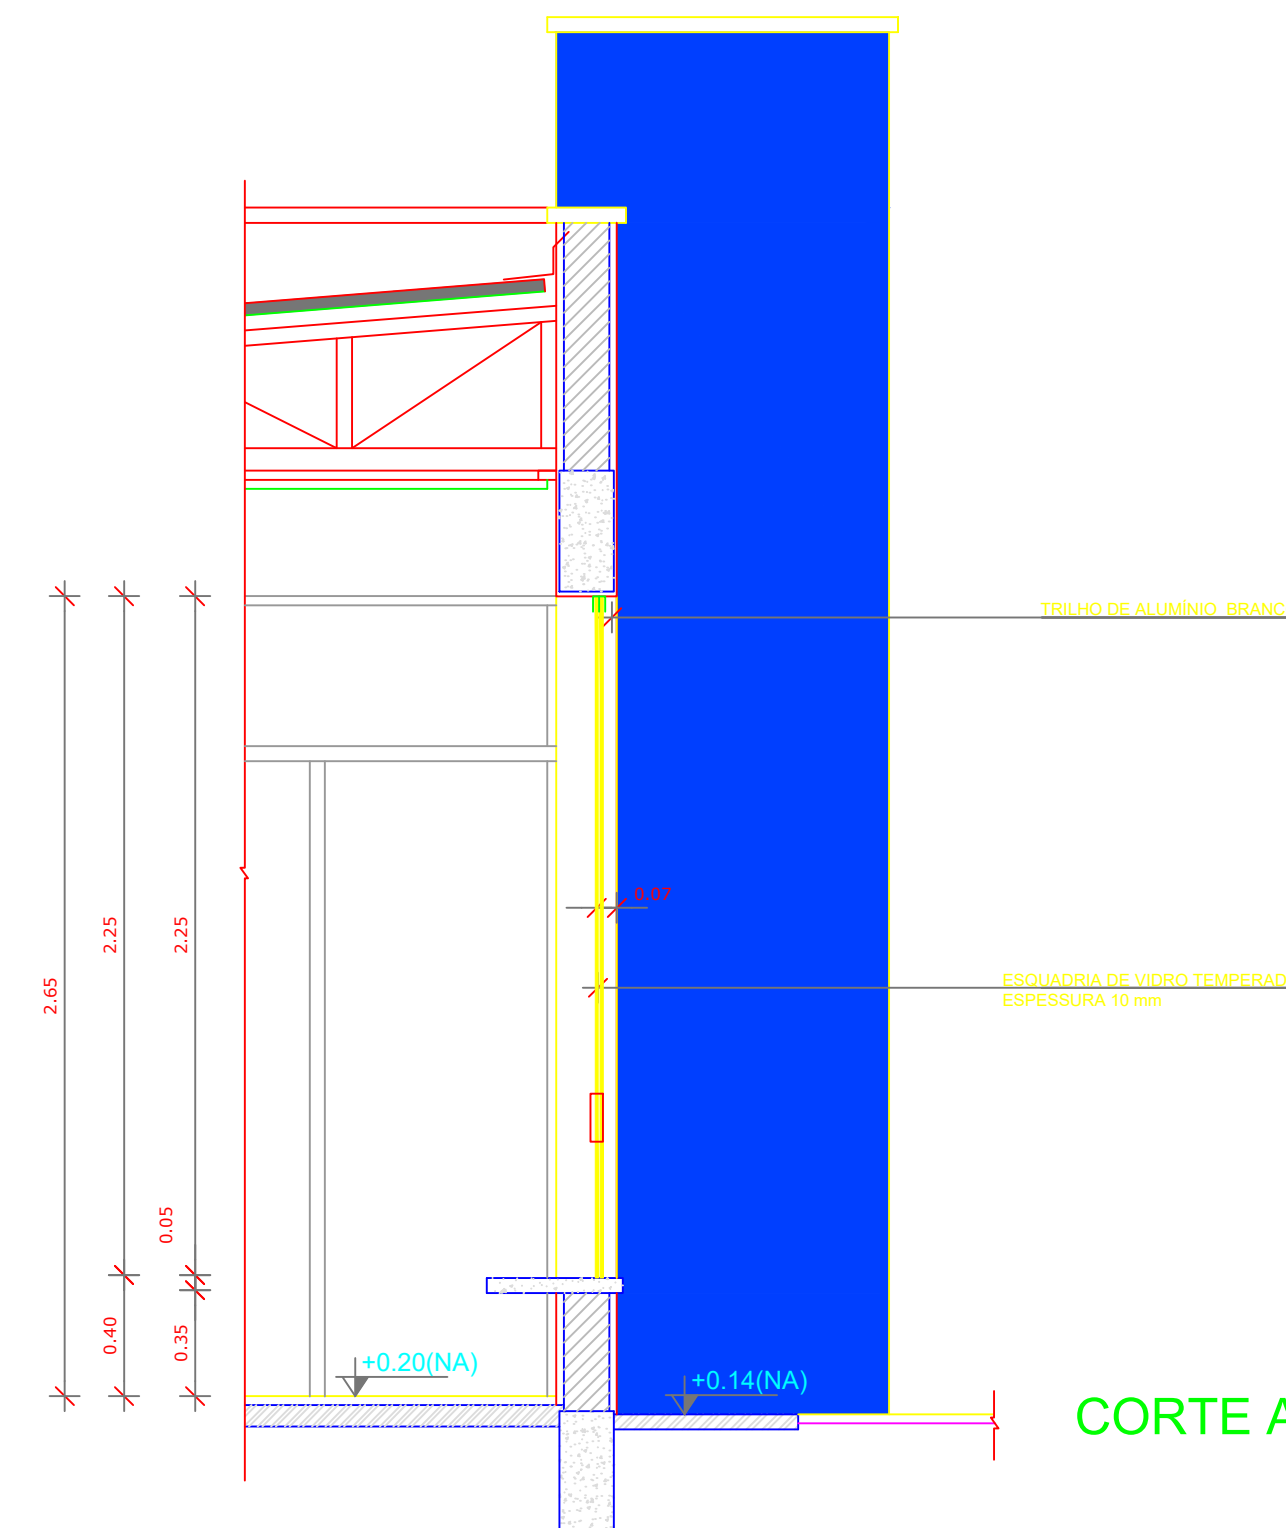 TRILHO DE ALUMÍNIO BRANC
0.07
2.25
2.25
2.65
ESQUADRIA DE VIDRO TEMPERAD
ESPESSURA 10 mm
0.05
0.40
0.35
+0.20(NA)
+0.14(NA)
CORTE A